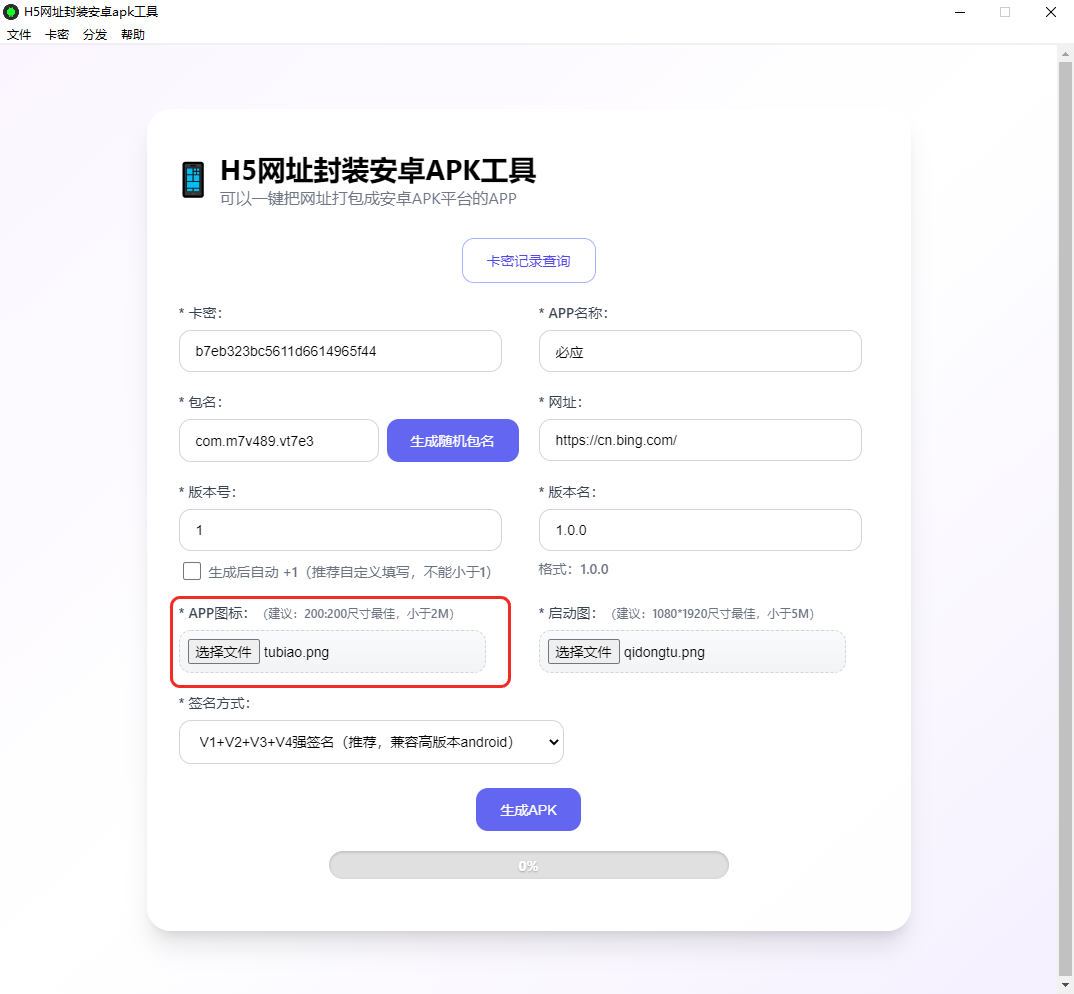 H5网址封装安卓apk工具
文件 卡密 分发 帮助
H5网址封装安卓APK工具
可以一键把网址打包成安卓APK平台的APP
卡密记录查询
* 卡密：
* APP名称：
b7eb323bc5611d6614965f44
必应
* 包名：
* 网址：
com.m7v489.vt7e3
生成随机包名
https://cn.bing.com/
* 版本号：
* 版本名：
1
1.0.0
生成后自动 +1（推荐自定义填写，不能小于1）
格式：1.0.0
* APP图标：（建议：200:200尺寸最佳，小于2M）
* 启动图：（建议：1080*1920尺寸最佳，小于5M）
选择文件 tubiao.png
选择文件 qidongtu.png
* 签名方式：
V1+V2+V3+V4强签名（推荐，兼容高版本android）
生成APK
0%